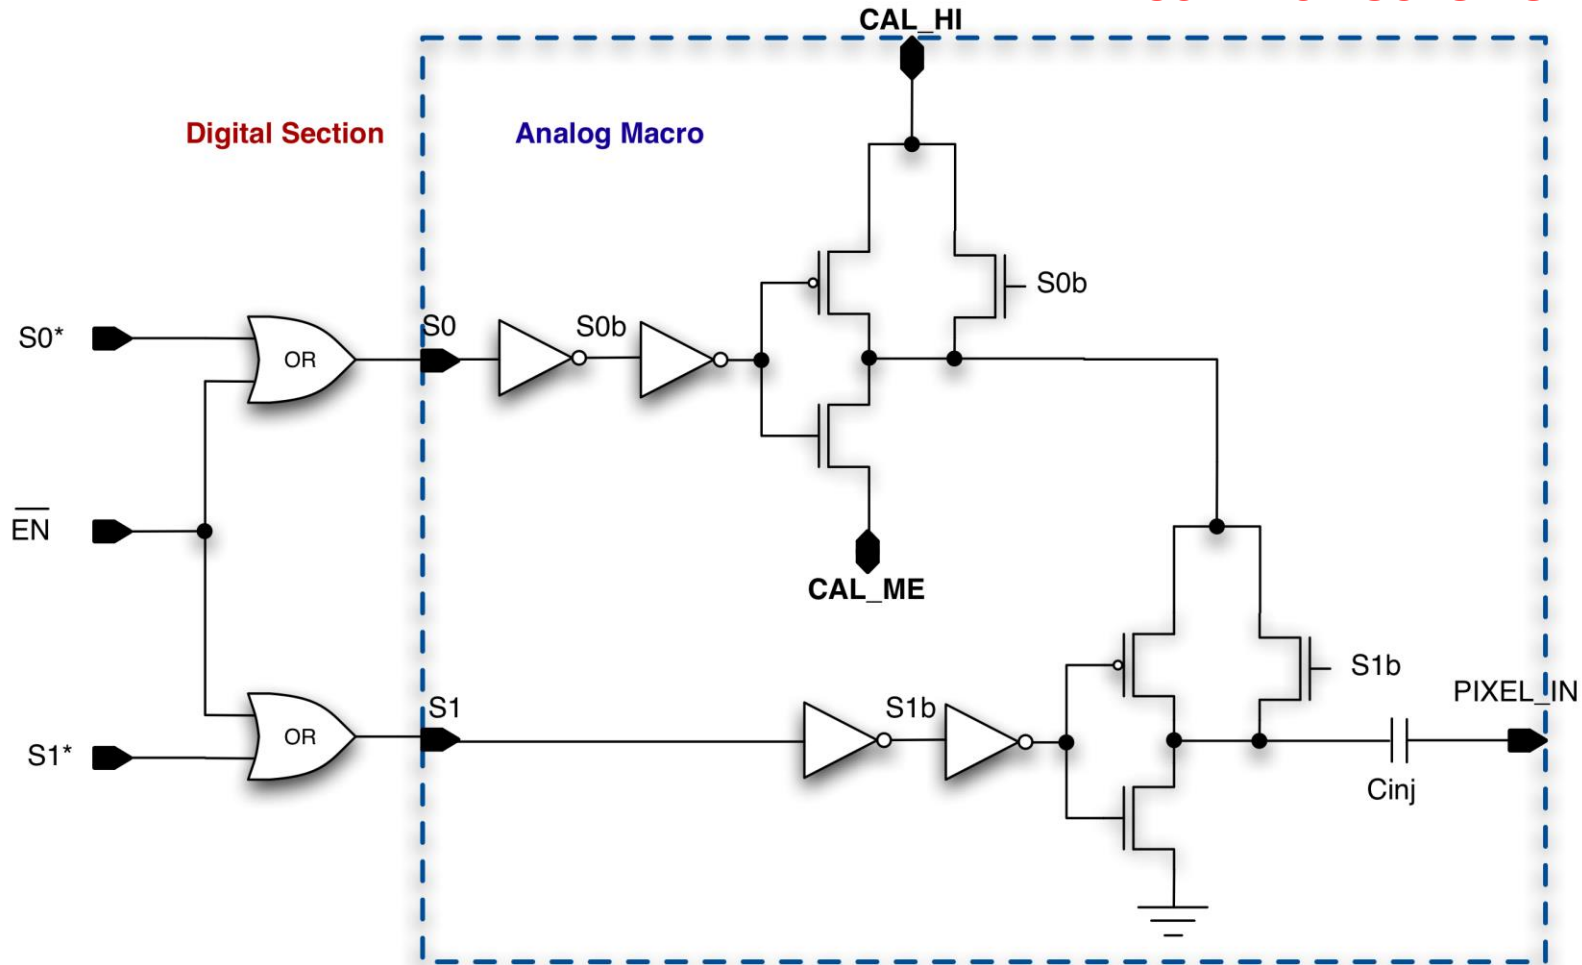 CAL_HI
Digital Section
Analog Macro
S0b
S0*
OR
S0
S0b
EN
CAL_ME
S1b
PIXEL_IN
S1*
OR
S1
S1b
Cinj